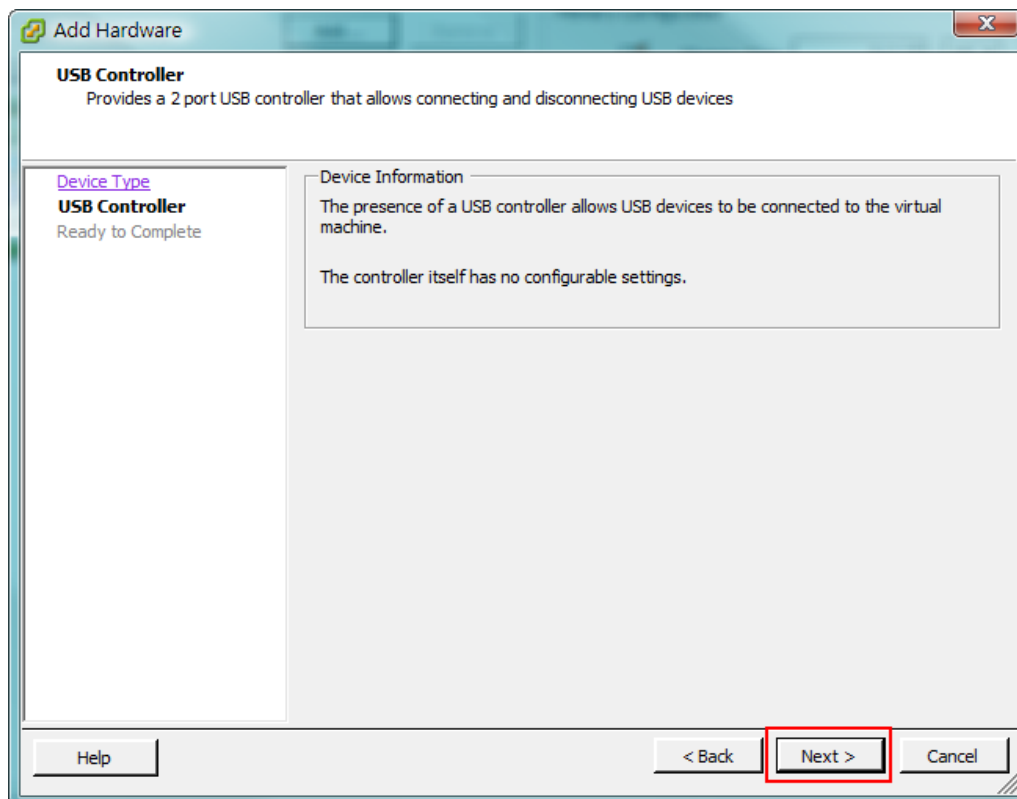 Add Hardware
USB Controller
Provides a 2 port USB controller that allows connecting and disconnecting USB devices
Device Type
USB Controller
Ready to Complete
Device Information
The presence of a USB controller allows USB devices to be connected to the virtual
machine.
The controller itself has no configurable settings.
Help
< Back
Next >
Cancel